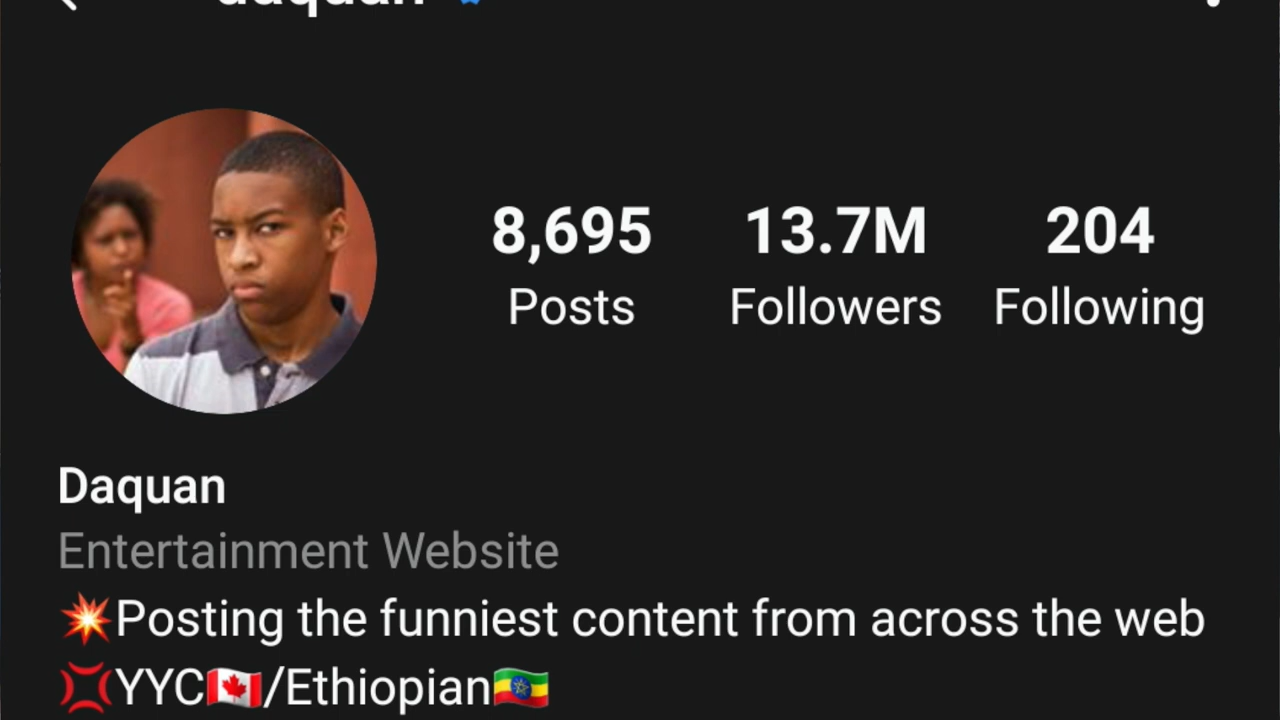 daquan
8,695 13.7M 204
Posts Followers Following
Daquan
Entertainment Website
💥Posting the funniest content from across the web
💢YYC🇨🇦/Ethiopian🇪🇹